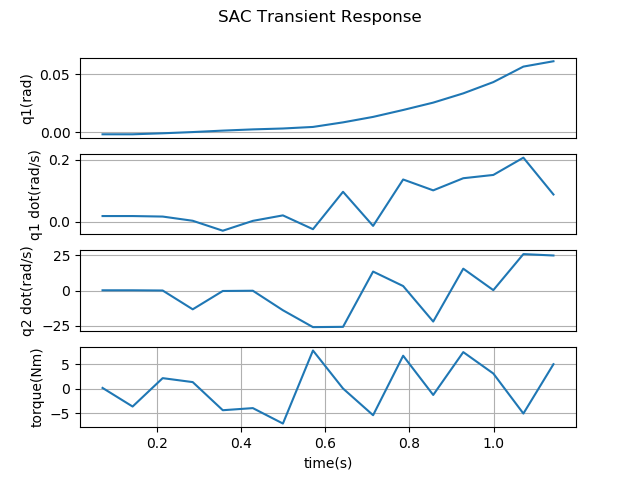 SAC Transient Response
q1(rad)
0.05
0.00
q1 dot(rad/s)
0.2
0.0
q2 dot(rad/s)
25
0
−25
torque(Nm)
5
0
−5
0.2 0.4 0.6 0.8 1.0
time(s)